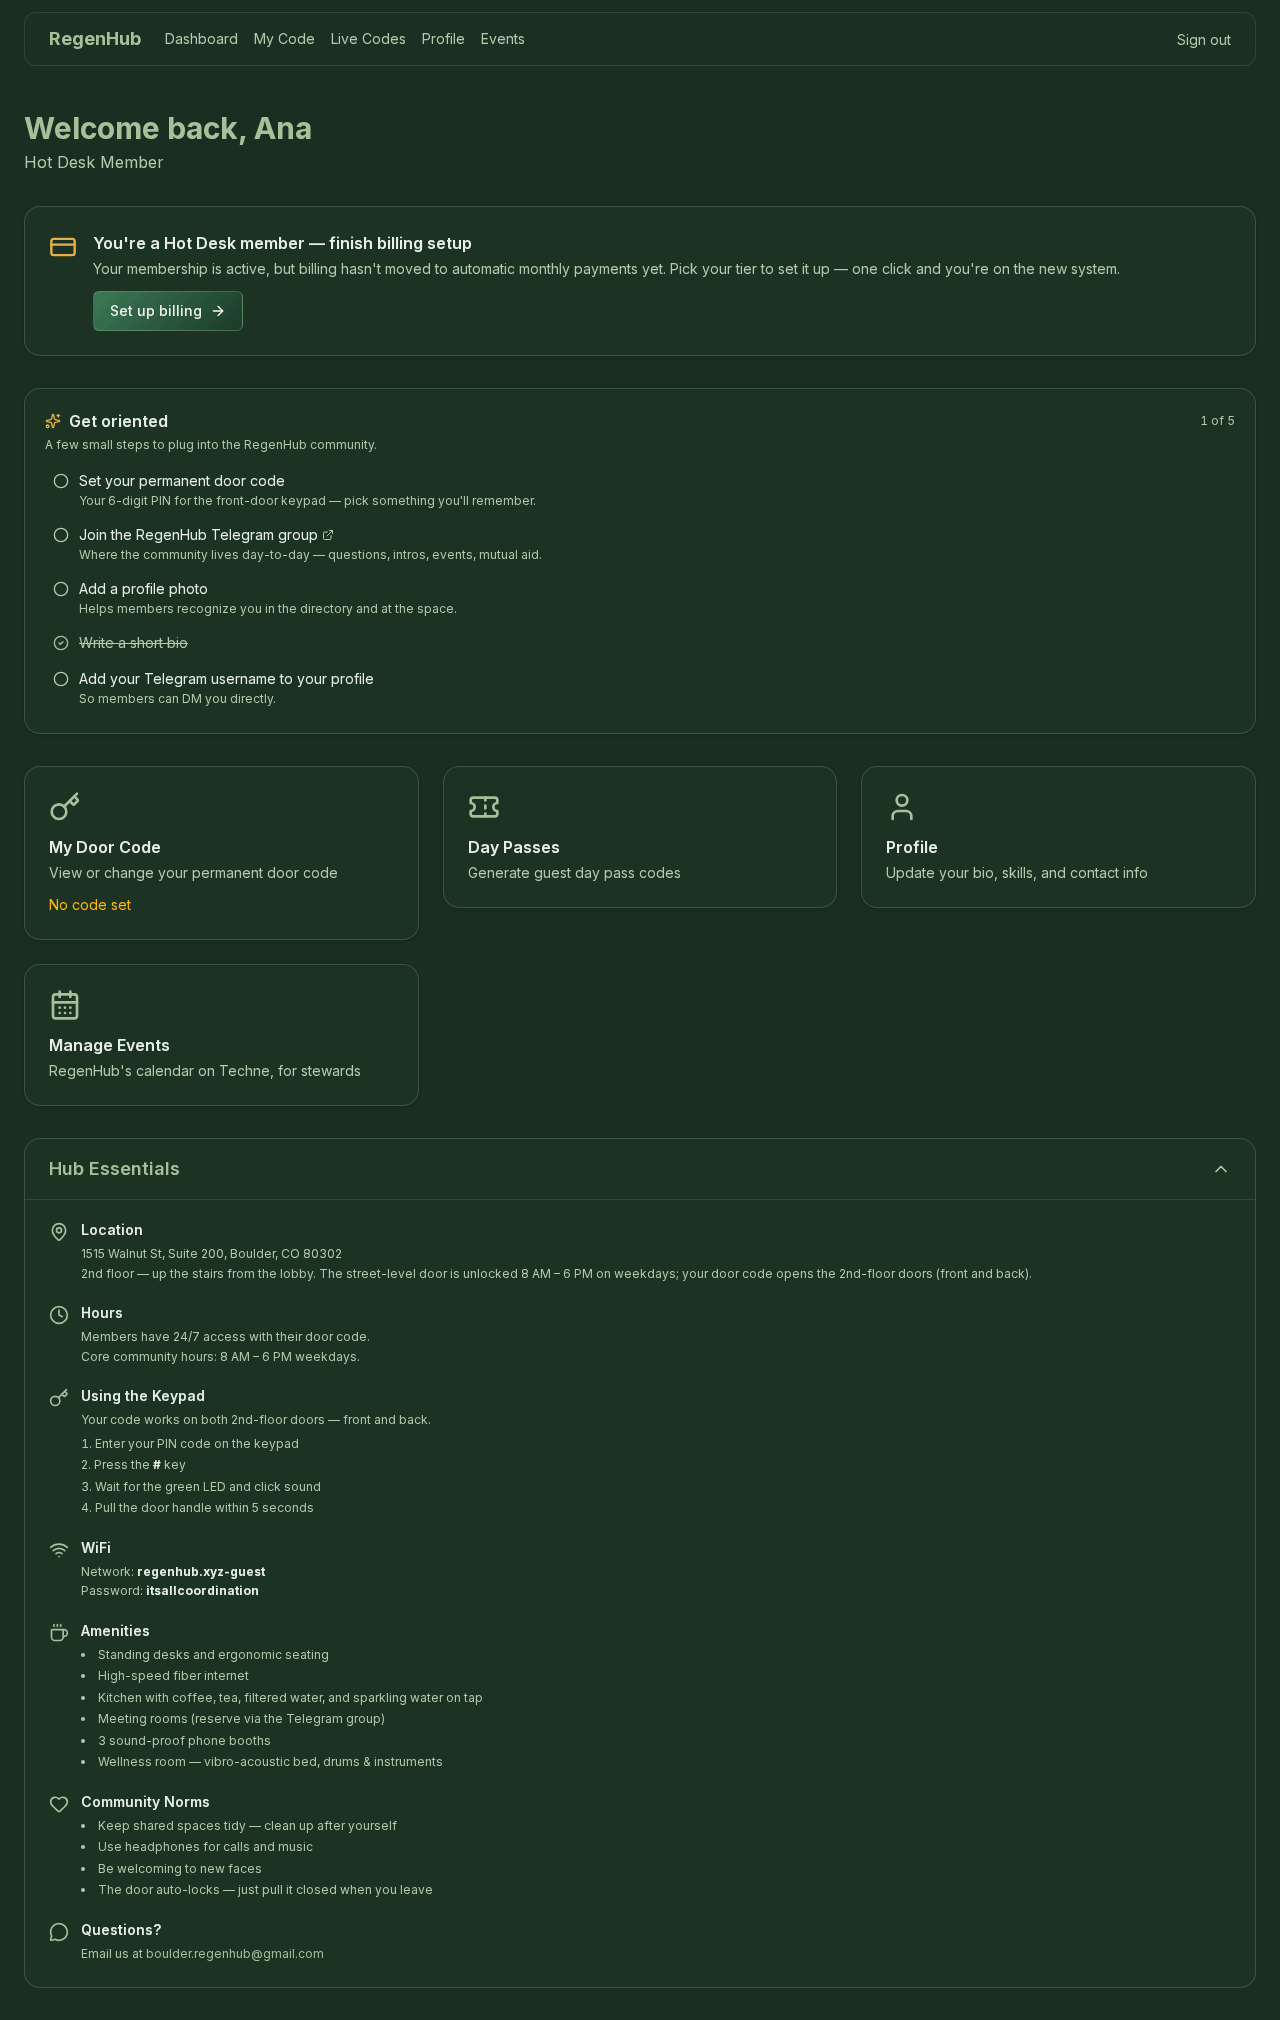 RegenHub
Dashboard
My Code
Live Codes
Profile
Events
Sign out
Welcome back, Ana
Hot Desk Member
You're a Hot Desk member — finish billing setup
Your membership is active, but billing hasn't moved to automatic monthly payments yet. Pick your tier to set it up — one click and you're on the new system.
Set up billing →
Get oriented
1 of 5
A few small steps to plug into the RegenHub community.
Set your permanent door code
Your 6-digit PIN for the front-door keypad — pick something you'll remember.
Join the RegenHub Telegram group
Where the community lives day-to-day — questions, intros, events, mutual aid.
Add a profile photo
Helps members recognize you in the directory and at the space.
Write a short bio
Add your Telegram username to your profile
So members can DM you directly.
My Door Code
View or change your permanent door code
No code set
Day Passes
Generate guest day pass codes
Profile
Update your bio, skills, and contact info
Manage Events
RegenHub's calendar on Techne, for stewards
Hub Essentials
Location
1515 Walnut St, Suite 200, Boulder, CO 80302
2nd floor — up the stairs from the lobby. The street-level door is unlocked 8 AM – 6 PM on weekdays; your door code opens the 2nd-floor doors (front and back).
Hours
Members have 24/7 access with their door code.
Core community hours: 8 AM – 6 PM weekdays.
Using the Keypad
Your code works on both 2nd-floor doors — front and back.
1. Enter your PIN code on the keypad
2. Press the # key
3. Wait for the green LED and click sound
4. Pull the door handle within 5 seconds
WiFi
Network: regenhub.xyz-guest
Password: itsallcoordination
Amenities
• Standing desks and ergonomic seating
• High-speed fiber internet
• Kitchen with coffee, tea, filtered water, and sparkling water on tap
• Meeting rooms (reserve via the Telegram group)
• 3 sound-proof phone booths
• Wellness room — vibro-acoustic bed, drums & instruments
Community Norms
• Keep shared spaces tidy — clean up after yourself
• Use headphones for calls and music
• Be welcoming to new faces
• The door auto-locks — just pull it closed when you leave
Questions?
Email us at boulder.regenhub@gmail.com